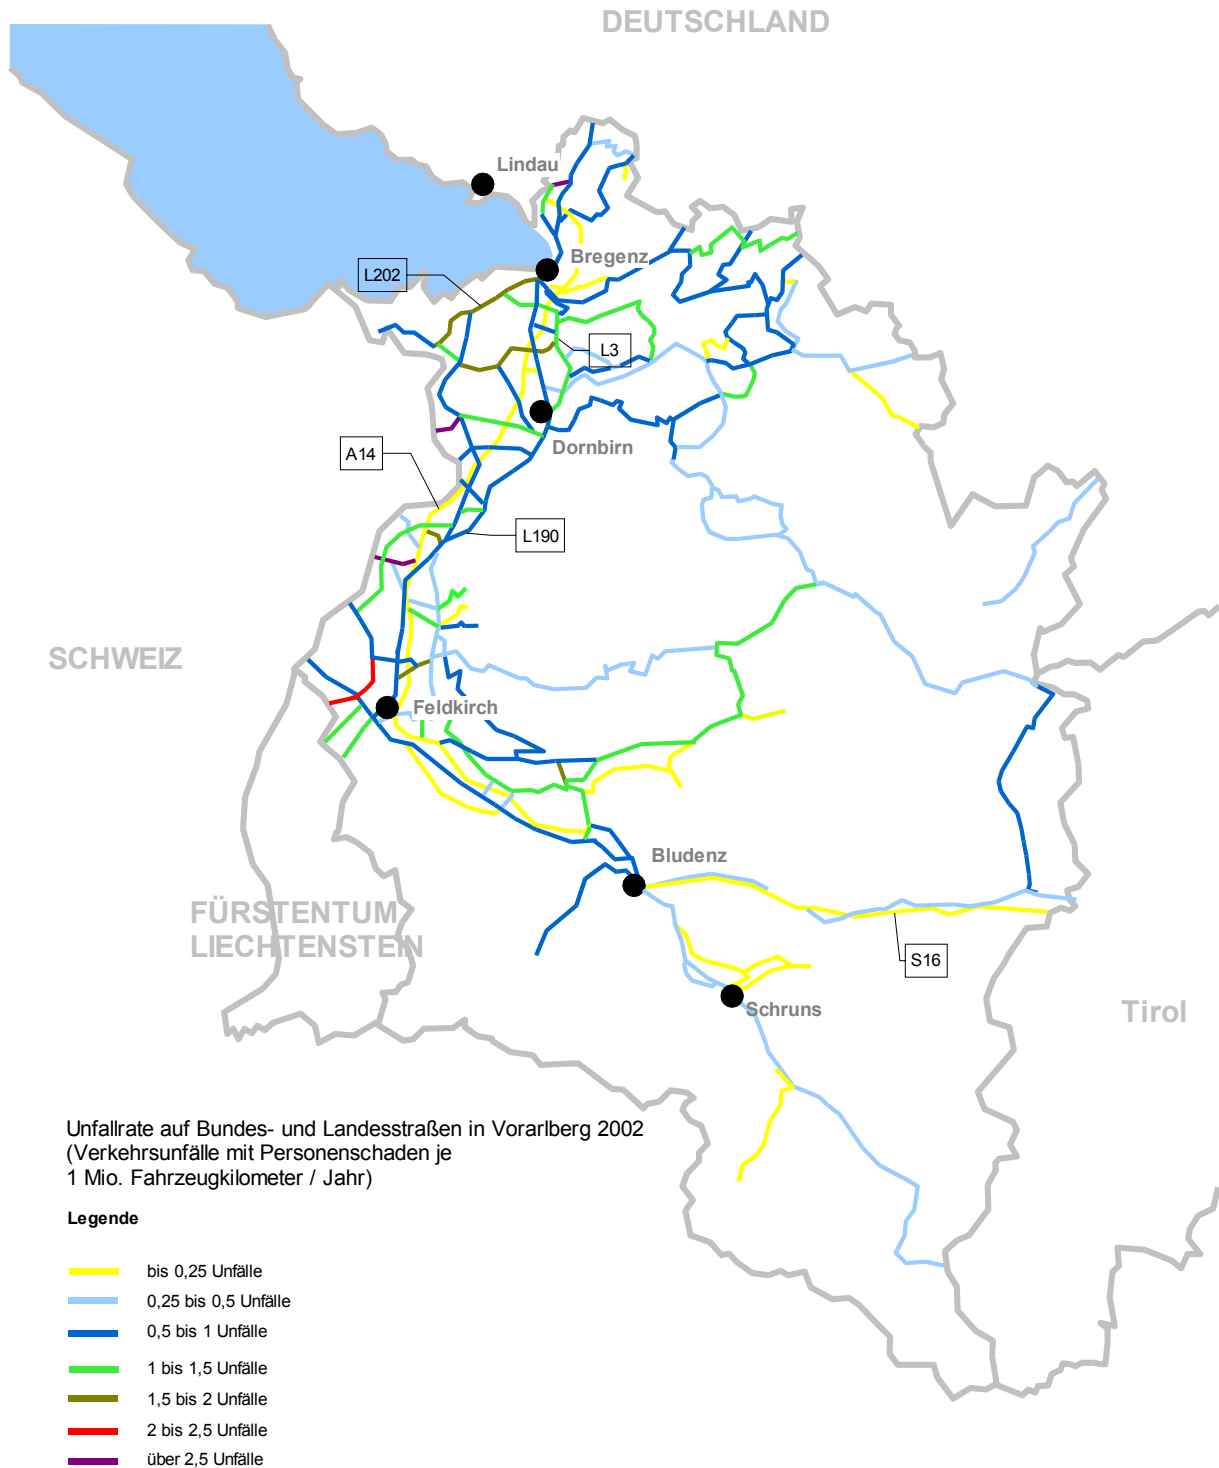 DEUTSCHLAND
Lindau
Bregenz
L202
L3
Dornbirn
A14
L190
SCHWEIZ
Feldkirch
Bludenz
FÜRSTENTUM
LIECHTENSTEIN
S16
Schruns
Tirol
Unfallrate auf Bundes- und Landesstraßen in Vorarlberg 2002
(Verkehrsunfälle mit Personenschaden je
1 Mio. Fahrzeugkilometer / Jahr)
Legende
bis 0,25 Unfälle
0,25 bis 0,5 Unfälle
0,5 bis 1 Unfälle
1 bis 1,5 Unfälle
1,5 bis 2 Unfälle
2 bis 2,5 Unfälle
über 2,5 Unfälle